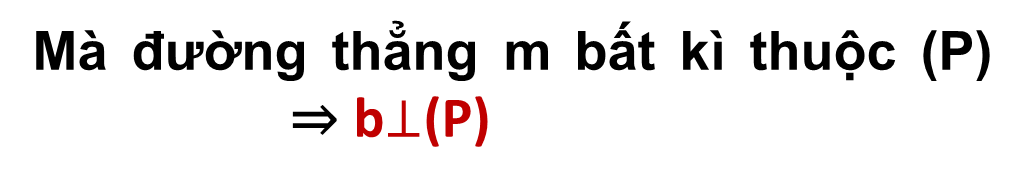 Mà đường thẳng m bất kì thuộc (P)
⇒ b⊥(P)